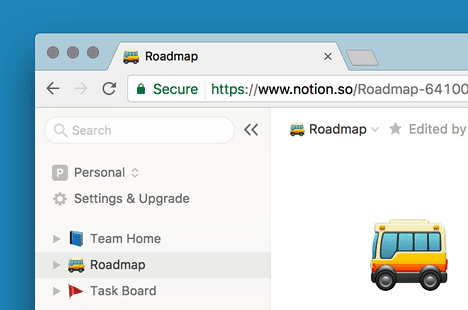 Roadmap
Secure https://www.notion.so/Roadmap-64100
Search
Roadmap Edited by
P Personal
Settings & Upgrade
Team Home
Roadmap
Task Board